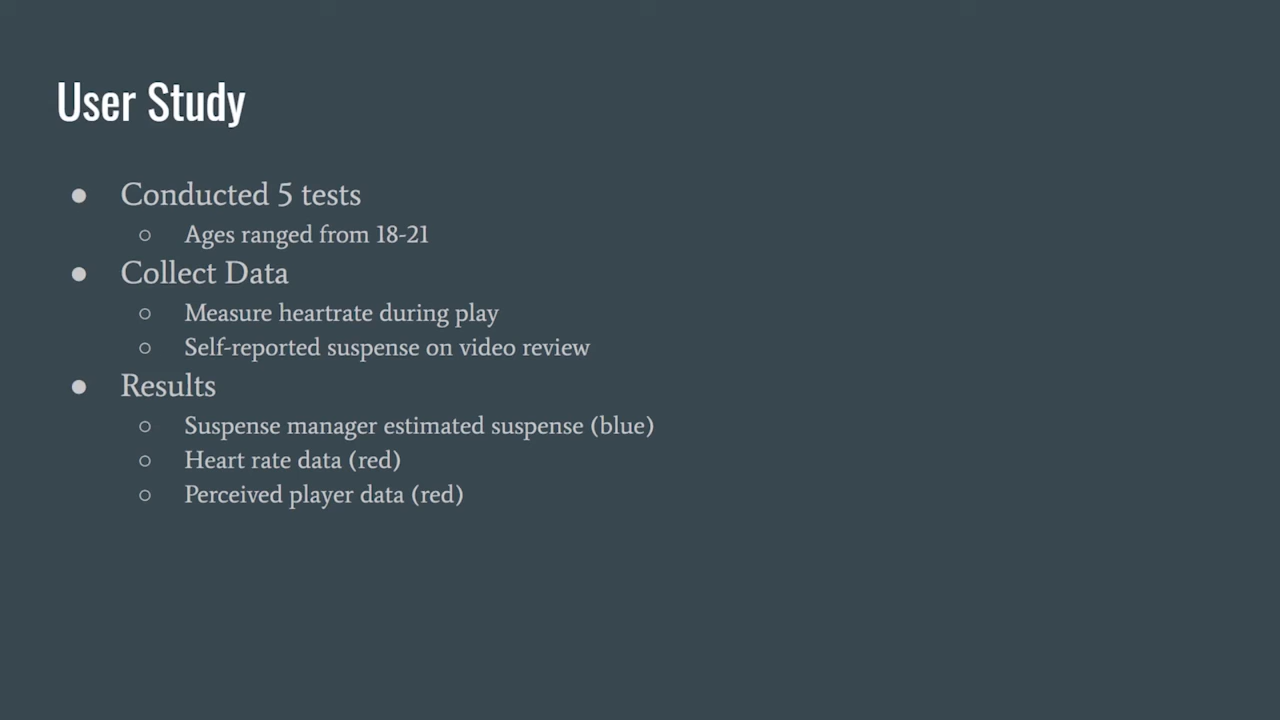 User Study
● Conducted 5 tests
○ Ages ranged from 18-21
● Collect Data
○ Measure heartrate during play
○ Self-reported suspense on video review
● Results
○ Suspense manager estimated suspense (blue)
○ Heart rate data (red)
○ Perceived player data (red)